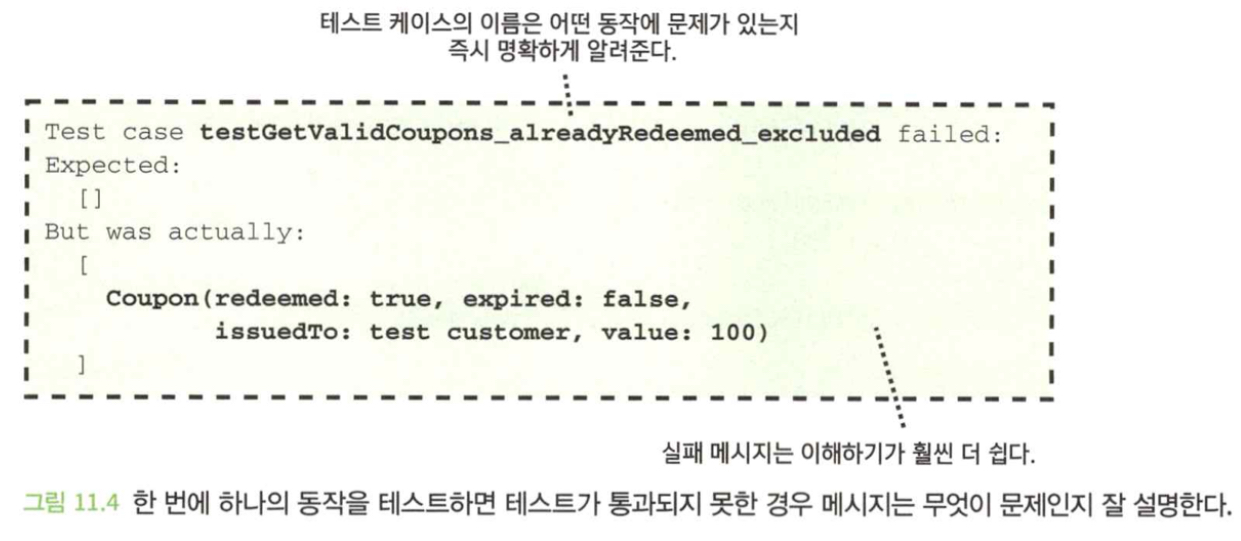 테스트 케이스의 이름은 어떤 동작에 문제가 있는지
즉시 명확하게 알려준다.
Test case testGetValidCoupons_alreadyRedeemed_excluded failed:
Expected:
[]
But was actually:
[
Coupon(redeemed: true, expired: false,
issuedTo: test customer, value: 100)
]
실패 메시지는 이해하기가 훨씬 더 쉽다.
그림 11.4 한 번에 하나의 동작을 테스트하면 테스트가 통과되지 못한 경우 메시지는 무엇이 문제인지 잘 설명한다.